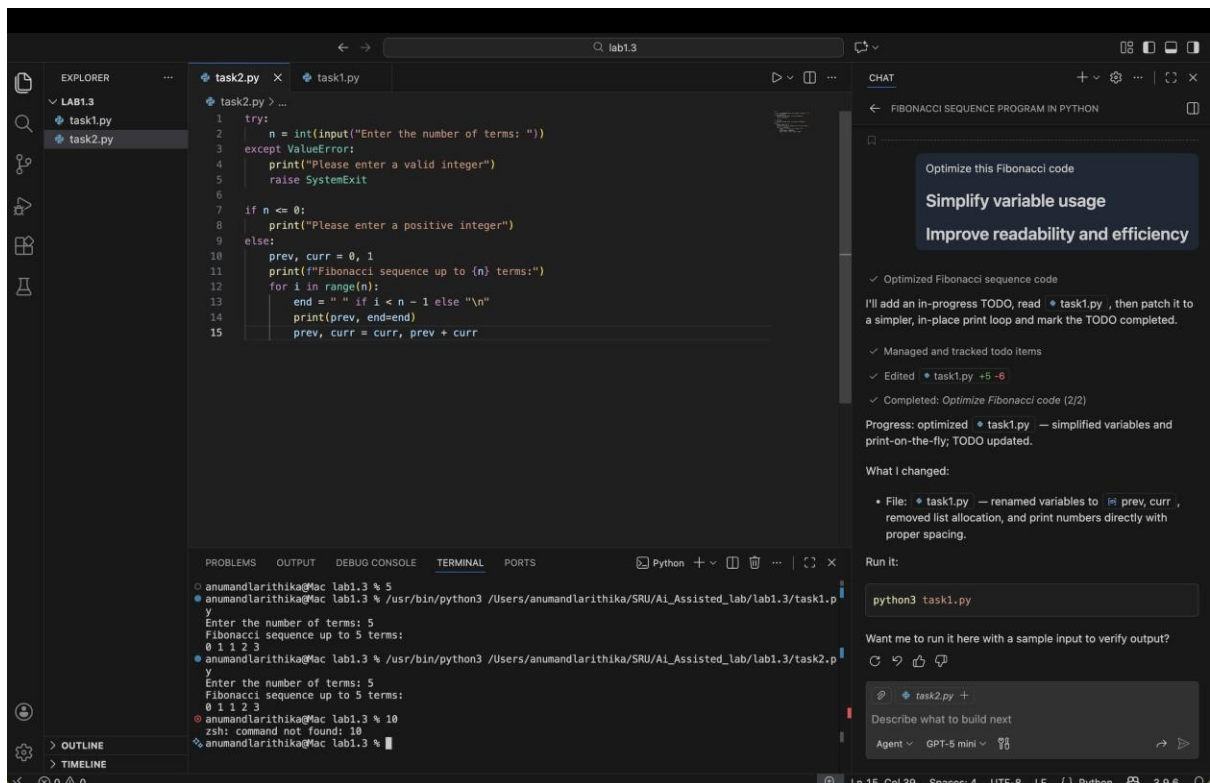 lab1.3
EXPLORER
LAB1.3
task1.py
task2.py
OUTLINE
TIMELINE
task2.py
task1.py
task2.py > ...
1 try:
2     n = int(input("Enter the number of terms: "))
3 except ValueError:
4     print("Please enter a valid integer")
5     raise SystemExit
6
7 if n <= 0:
8     print("Please enter a positive integer")
9 else:
10     prev, curr = 0, 1
11     print(f"Fibonacci sequence up to {n} terms:")
12     for i in range(n):
13         end = " " if i < n - 1 else "\n"
14         print(prev, end=end)
15         prev, curr = curr, prev + curr
PROBLEMS OUTPUT DEBUG CONSOLE TERMINAL PORTS
Python
anumandlarithika@Mac lab1.3 % 5
anumandlarithika@Mac lab1.3 % /usr/bin/python3 /Users/anumandlarithika/SRU/Ai_Assisted_lab/lab1.3/task1.p
y
Enter the number of terms: 5
Fibonacci sequence up to 5 terms:
0 1 1 2 3
anumandlarithika@Mac lab1.3 % /usr/bin/python3 /Users/anumandlarithika/SRU/Ai_Assisted_lab/lab1.3/task2.p
y
Enter the number of terms: 5
Fibonacci sequence up to 5 terms:
0 1 1 2 3
anumandlarithika@Mac lab1.3 % 10
zsh: command not found: 10
anumandlarithika@Mac lab1.3 %
CHAT
FIBONACCI SEQUENCE PROGRAM IN PYTHON
Optimize this Fibonacci code
Simplify variable usage
Improve readability and efficiency
Optimized Fibonacci sequence code
I'll add an in-progress TODO, read task1.py , then patch it to
a simpler, in-place print loop and mark the TODO completed.
Managed and tracked todo items
Edited task1.py +5 -6
Completed: Optimize Fibonacci code (2/2)
Progress: optimized task1.py — simplified variables and
print-on-the-fly; TODO updated.
What I changed:
• File: task1.py — renamed variables to prev, curr ,
removed list allocation, and print numbers directly with
proper spacing.
Run it:
python3 task1.py
Want me to run it here with a sample input to verify output?
task2.py
Describe what to build next
Agent GPT-5 mini
0 0 Ln 15, Col 39 Spaces: 4 UTF-8 LF {} Python 3.9.6